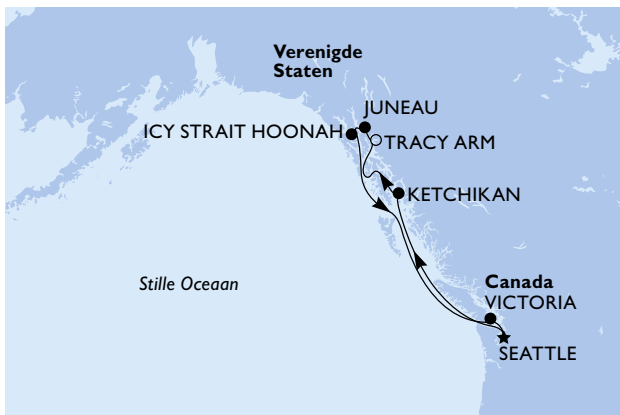 Verenigde
Staten
JUNEAU
ICY STRAIT HOONAH
TRACY ARM
KETCHIKAN
Stille Oceaan
Canada
VICTORIA
SEATTLE